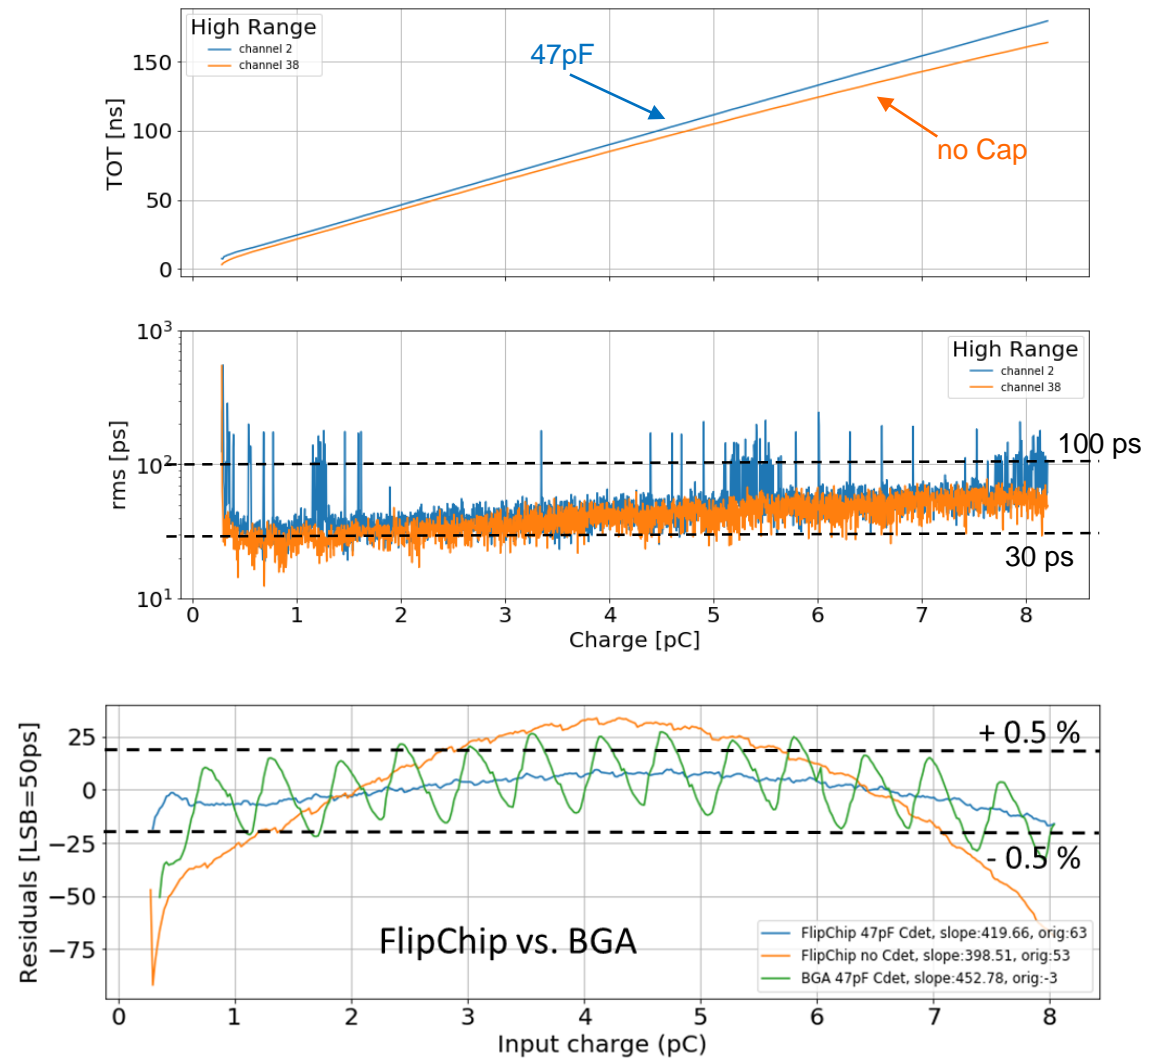 High Range
channel 2
channel 38
47pF
no Cap
TOT [ns]
150
100
50
0
High Range
channel 2
channel 38
rms [ps]
10³
10²
10¹
100 ps
30 ps
0 1 2 3 4 5 6 7 8
Charge [pC]
Residuals [LSB=50ps]
25
0
−25
−50
−75
+ 0.5 %
- 0.5 %
FlipChip vs. BGA
FlipChip 47pF Cdet, slope:419.66, orig:63
FlipChip no Cdet, slope:398.51, orig:53
BGA 47pF Cdet, slope:452.78, orig:-3
0 1 2 3 4 5 6 7 8
Input charge (pC)